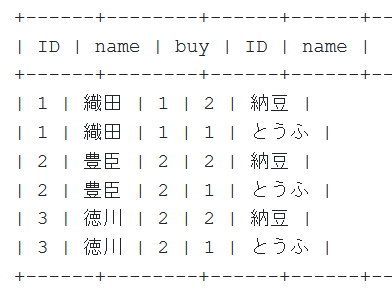 +------+--------+------+------+------+
| ID | name | buy | ID | name |
+------+--------+------+------+------+
| 1 | 織田 | 1 | 2 | 納豆 |
| 1 | 織田 | 1 | 1 | とうふ |
| 2 | 豊臣 | 2 | 2 | 納豆 |
| 2 | 豊臣 | 2 | 1 | とうふ |
| 3 | 徳川 | 2 | 2 | 納豆 |
| 3 | 徳川 | 2 | 1 | とうふ |
+------+--------+------+------+------+